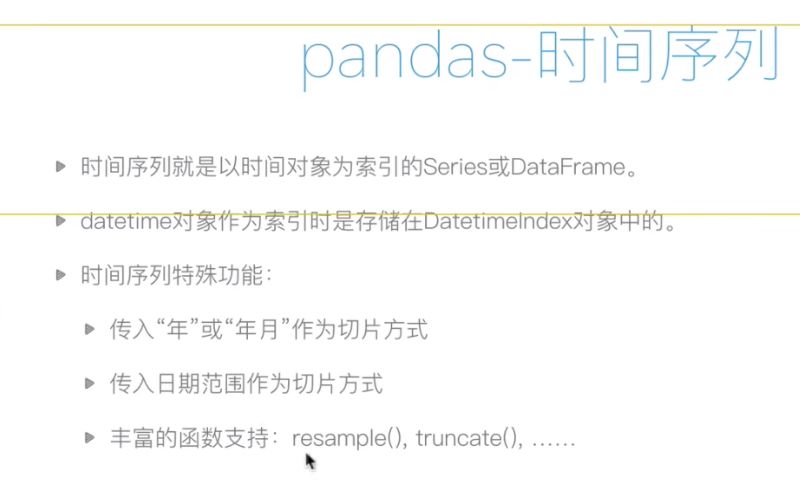 pandas-时间序列
时间序列就是以时间对象为索引的Series或DataFrame。
datetime对象作为索引时是存储在DatetimeIndex对象中的。
时间序列特殊功能：
传入“年”或“年月”作为切片方式
传入日期范围作为切片方式
丰富的函数支持：resample(), truncate(), ……